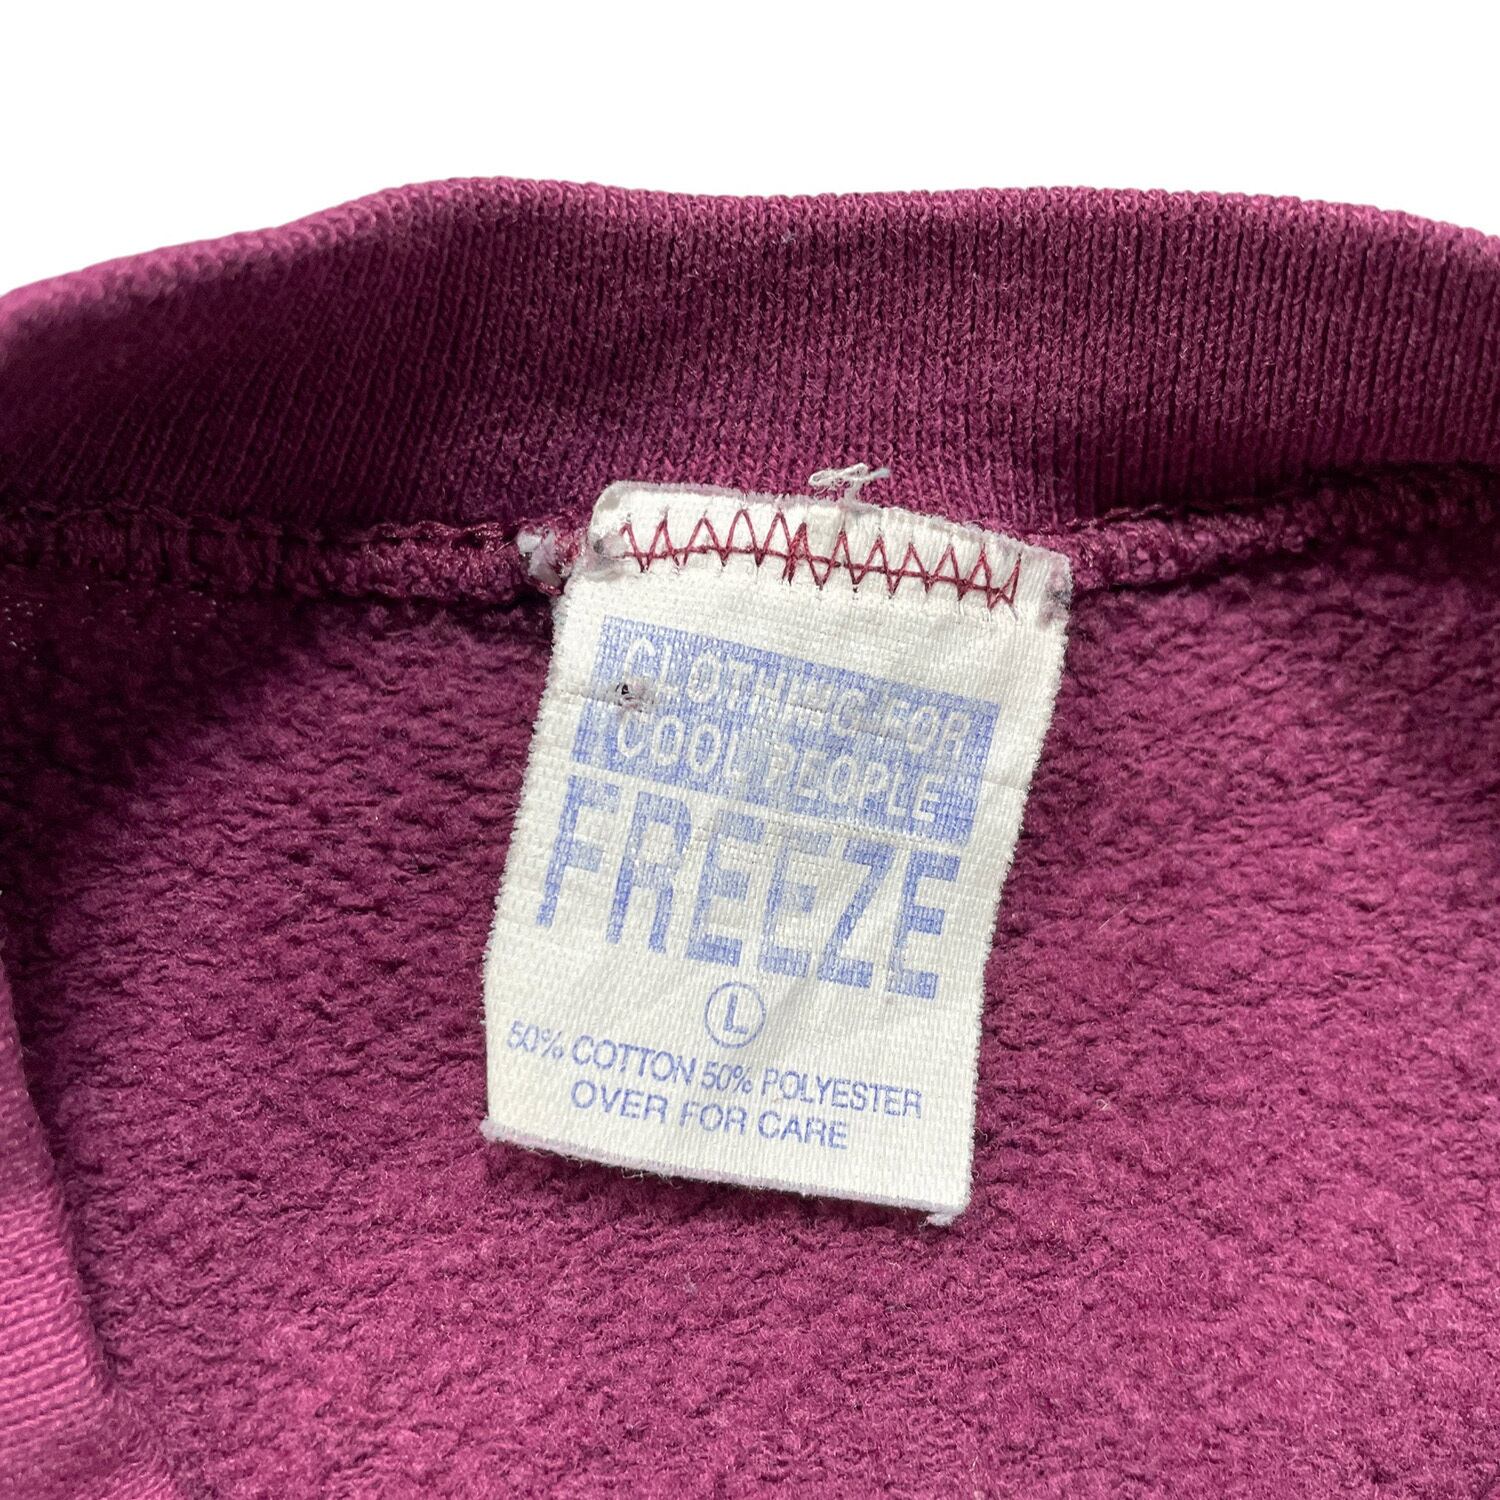 CLOTHING FOR
COOL PEOPLE
FREEZE
L
50% COTTON 50% POLYESTER
OVER FOR CARE